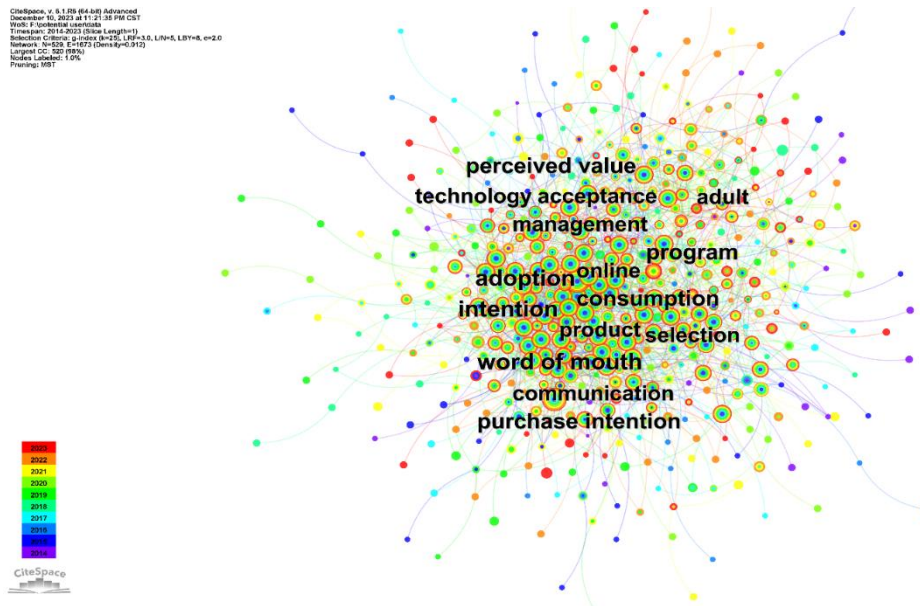 CiteSpace, v. 6.1.R6 (64-bit) Advanced
December 10, 2023 at 11:21:35 PM CST
WoS: F:\potential user\data
Timespan: 2014-2023 (Slice Length=1)
Selection Criteria: g-index (k=25), LRF=3.0, L/N=5, LBY=8, e=2.0
Network: N=529, E=1673 (Density=0.012)
Largest CC: 520 (98%)
Nodes Labeled: 1.0%
Pruning: MST
perceived value
technology acceptance
adult
management
program
online
adoption
consumption
intention
product
selection
word of mouth
communication
purchase intention
2023
2022
2021
2020
2019
2018
2017
2016
2015
2014
CiteSpace